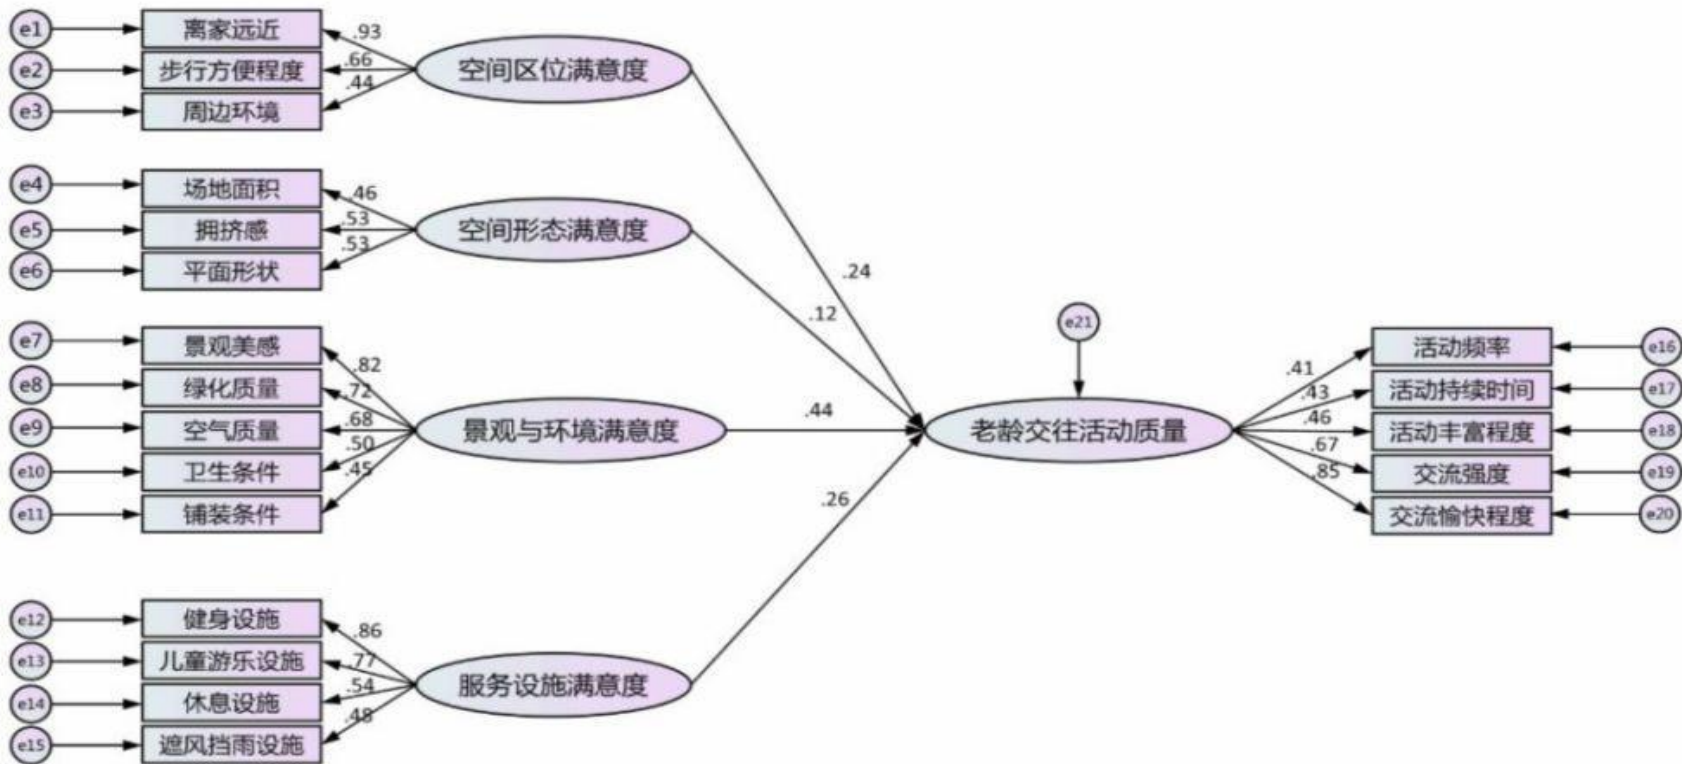 e1
离家远近
.93
e2
步行方便程度
.66
空间区位满意度
e3
周边环境
.44
e4
场地面积
.46
e5
拥挤感
.53
空间形态满意度
e6
平面形状
.53
.24
.12
e7
景观美感
.82
e8
绿化质量
.72
e9
空气质量
.68
景观与环境满意度
e10
卫生条件
.50
e11
铺装条件
.45
.44
.26
e21
老龄交往活动质量
.41
活动频率
e16
.43
活动持续时间
e17
.46
活动丰富程度
e18
.67
交流强度
e19
.85
交流愉快程度
e20
e12
健身设施
.86
e13
儿童游乐设施
.77
服务设施满意度
e14
休息设施
.54
e15
遮风挡雨设施
.48